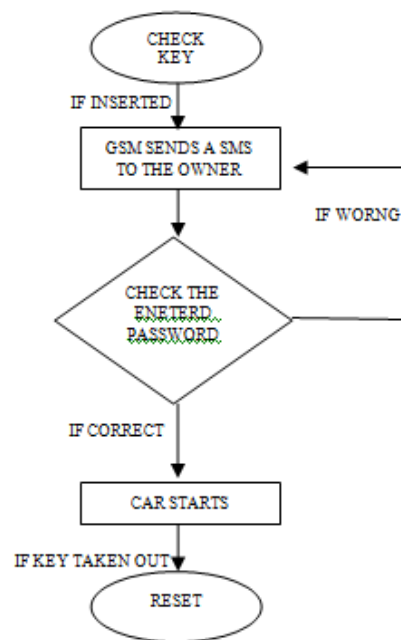 CHECK
KEY
IF INSERTED
GSM SENDS A SMS
TO THE OWNER
IF WORNG
CHECK THE
ENETERD
PASSWORD
IF CORRECT
CAR STARTS
IF KEY TAKEN OUT
RESET